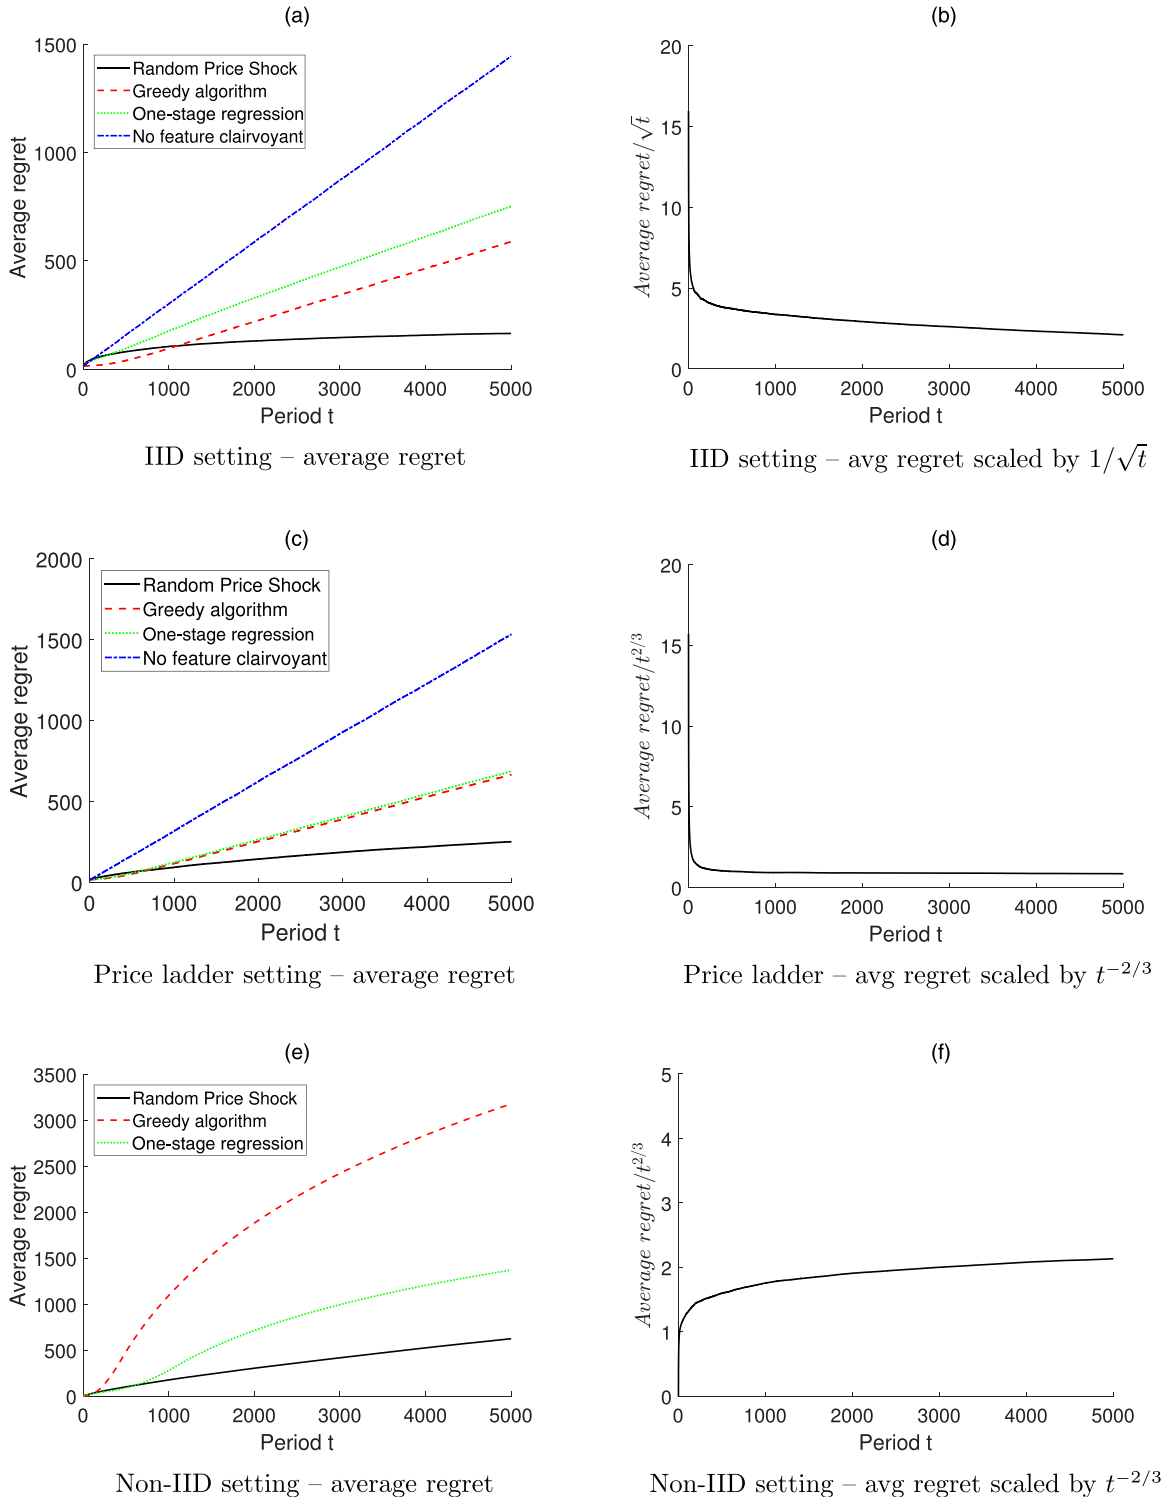 (a)
1500
1000
500
0
Average regret
Random Price Shock
Greedy algorithm
One-stage regression
No feature clairvoyant
0 1000 2000 3000 4000 5000
Period t
IID setting – average regret
(b)
20
15
10
5
0
Average regret/√t
0 1000 2000 3000 4000 5000
Period t
IID setting – avg regret scaled by 1/√t
(c)
2000
1500
1000
500
0
Average regret
Random Price Shock
Greedy algorithm
One-stage regression
No feature clairvoyant
0 1000 2000 3000 4000 5000
Period t
Price ladder setting – average regret
(d)
20
15
10
5
0
Average regret/t^{2/3}
0 1000 2000 3000 4000 5000
Period t
Price ladder – avg regret scaled by t^{−2/3}
(e)
3500
3000
2500
2000
1500
1000
500
0
Average regret
Random Price Shock
Greedy algorithm
One-stage regression
0 1000 2000 3000 4000 5000
Period t
Non-IID setting – average regret
(f)
5
4
3
2
1
0
Average regret/t^{2/3}
0 1000 2000 3000 4000 5000
Period t
Non-IID setting – avg regret scaled by t^{−2/3}